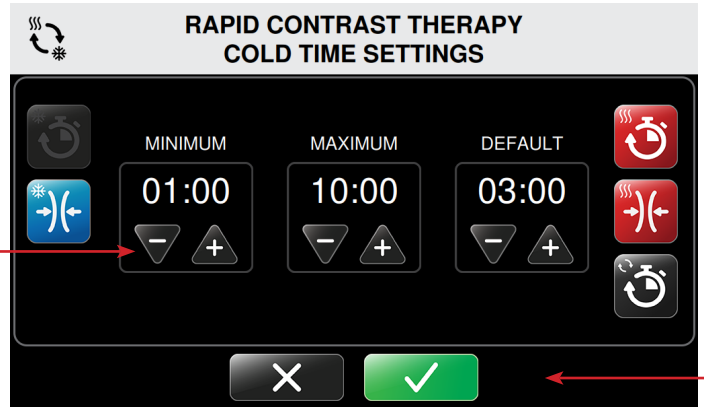 RAPID CONTRAST THERAPY
COLD TIME SETTINGS
MINIMUM MAXIMUM DEFAULT
01:00 10:00 03:00